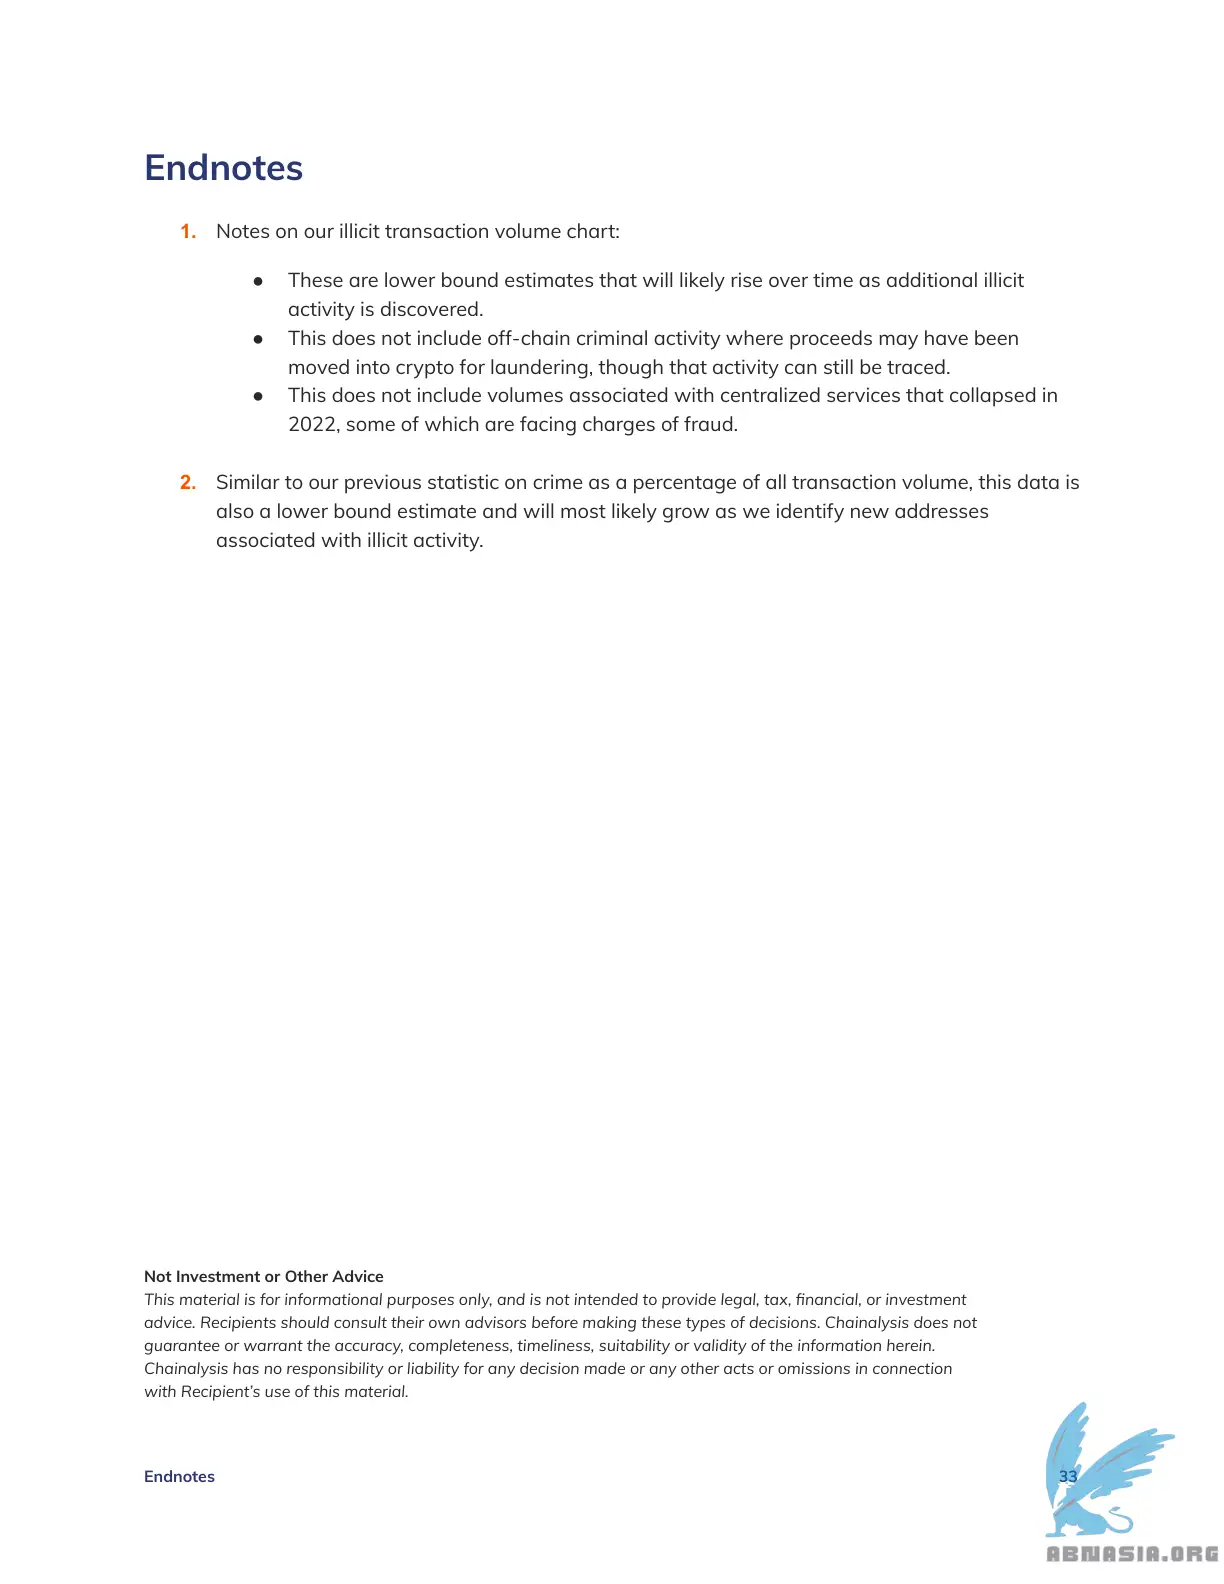 Endnotes
1. Notes on our illicit transaction volume chart:
● These are lower bound estimates that will likely rise over time as additional illicit
activity is discovered.
● This does not include off-chain criminal activity where proceeds may have been
moved into crypto for laundering, though that activity can still be traced.
● This does not include volumes associated with centralized services that collapsed in
2022, some of which are facing charges of fraud.
2. Similar to our previous statistic on crime as a percentage of all transaction volume, this data is
also a lower bound estimate and will most likely grow as we identify new addresses
associated with illicit activity.
Not Investment or Other Advice
This material is for informational purposes only, and is not intended to provide legal, tax, financial, or investment
advice. Recipients should consult their own advisors before making these types of decisions. Chainalysis does not
guarantee or warrant the accuracy, completeness, timeliness, suitability or validity of the information herein.
Chainalysis has no responsibility or liability for any decision made or any other acts or omissions in connection
with Recipient’s use of this material.
Endnotes 33
ABNASIA.ORG